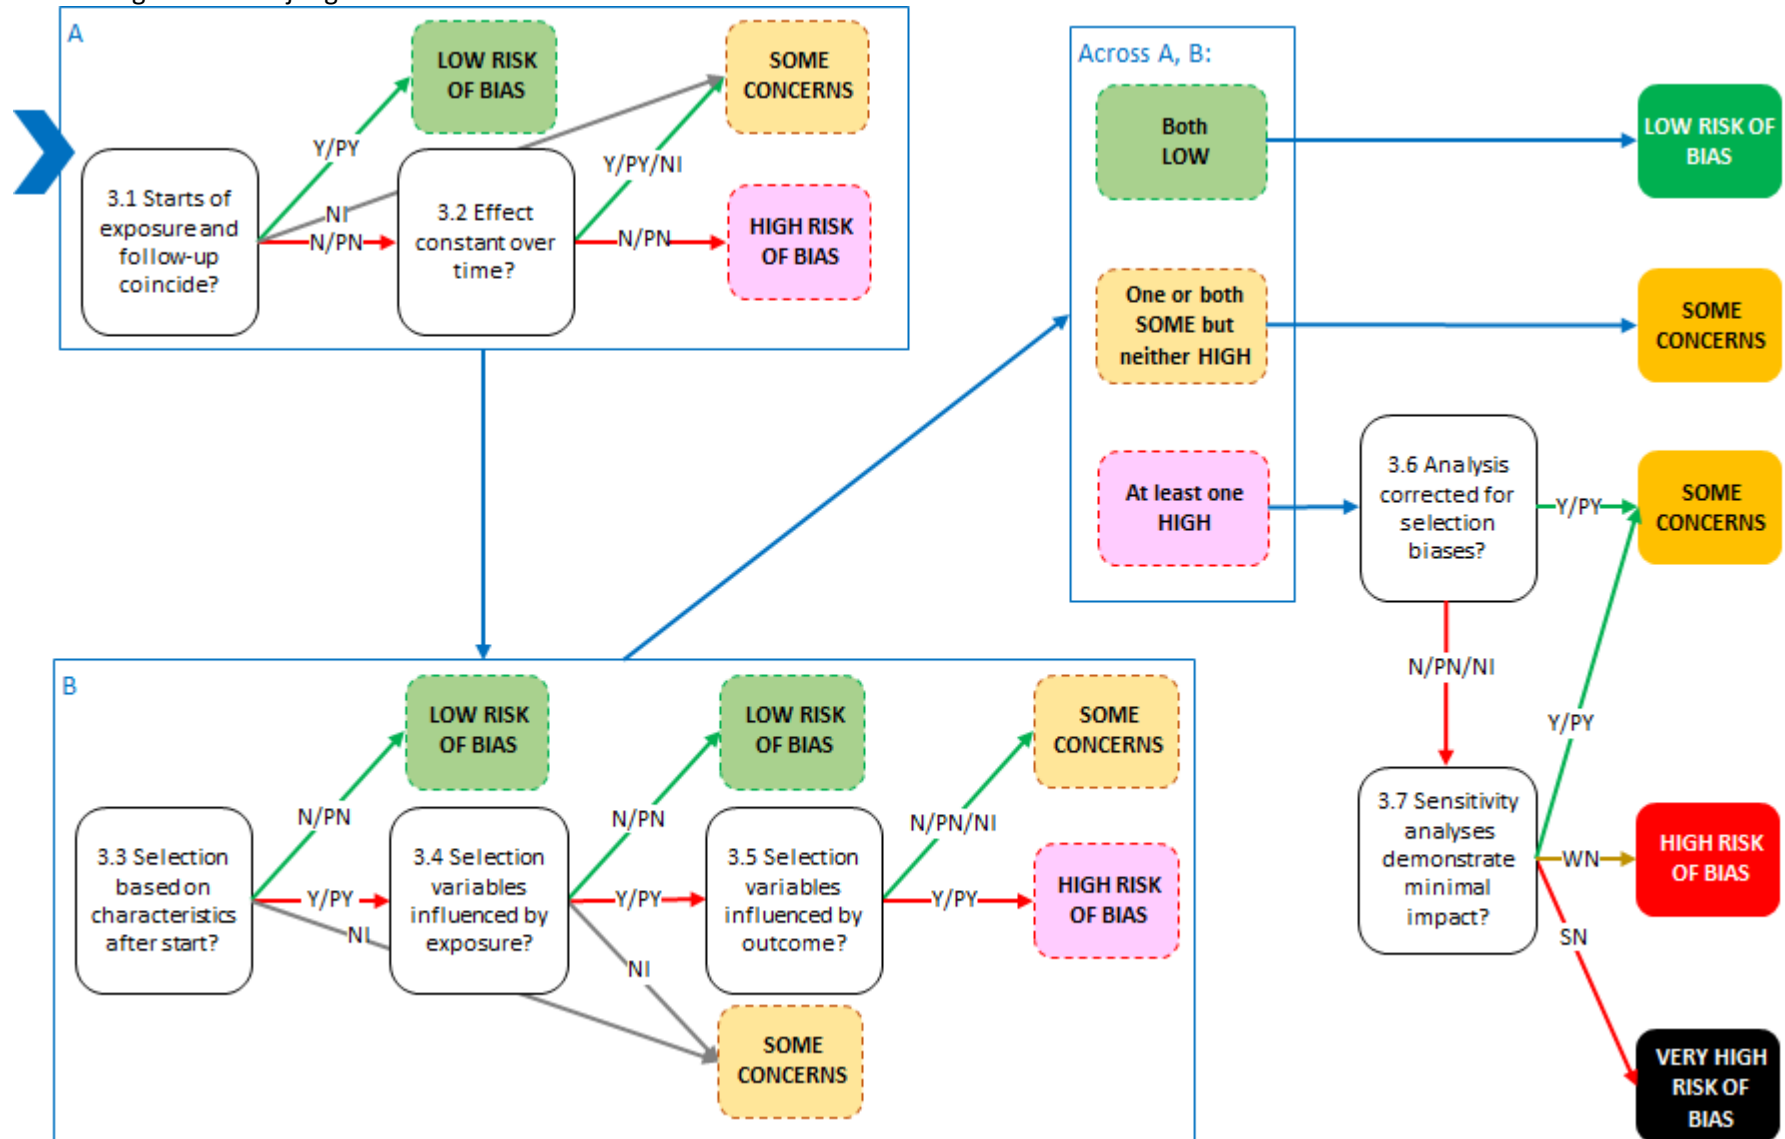 A
LOW RISK
OF BIAS
SOME
CONCERNS
Y/PY
Y/PY/NI
NI
N/PN
N/PN
3.1 Starts of
exposure and
follow-up
coincide?
3.2 Effect
constant over
time?
HIGH RISK
OF BIAS
Across A, B:
Both
LOW
LOW RISK OF
BIAS
One or both
SOME but
neither HIGH
SOME
CONCERNS
At least one
HIGH
3.6 Analysis
corrected for
selection
biases?
Y/PY
SOME
CONCERNS
N/PN/NI
Y/PY
3.7 Sensitivity
analyses
demonstrate
minimal
impact?
WN
HIGH RISK
OF BIAS
SN
VERY HIGH
RISK OF
BIAS
B
LOW RISK
OF BIAS
LOW RISK
OF BIAS
SOME
CONCERNS
N/PN
N/PN
N/PN/NI
3.3 Selection
based on
characteristics
after start?
Y/PY
NI
3.4 Selection
variables
influenced by
exposure?
Y/PY
NI
3.5 Selection
variables
influenced by
outcome?
Y/PY
HIGH RISK
OF BIAS
SOME
CONCERNS